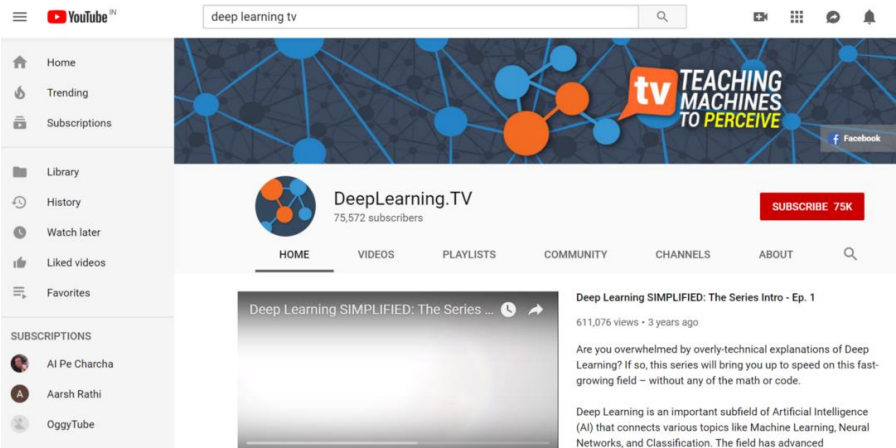 YouTube IN
deep learning tv
Home
Trending
Subscriptions
Library
History
Watch later
Liked videos
Favorites
SUBSCRIPTIONS
AI Pe Charcha
A Aarsh Rathi
OggyTube
tv TEACHING
MACHINES
TO PERCEIVE
f Facebook
DeepLearning.TV
75,572 subscribers
SUBSCRIBE 75K
HOME VIDEOS PLAYLISTS COMMUNITY CHANNELS ABOUT
Deep Learning SIMPLIFIED: The Series ...
Deep Learning SIMPLIFIED: The Series Intro - Ep. 1
611,076 views • 3 years ago
Are you overwhelmed by overly-technical explanations of Deep
Learning? If so, this series will bring you up to speed on this fast-
growing field – without any of the math or code.
Deep Learning is an important subfield of Artificial Intelligence
(AI) that connects various topics like Machine Learning, Neural
Networks, and Classification. The field has advanced